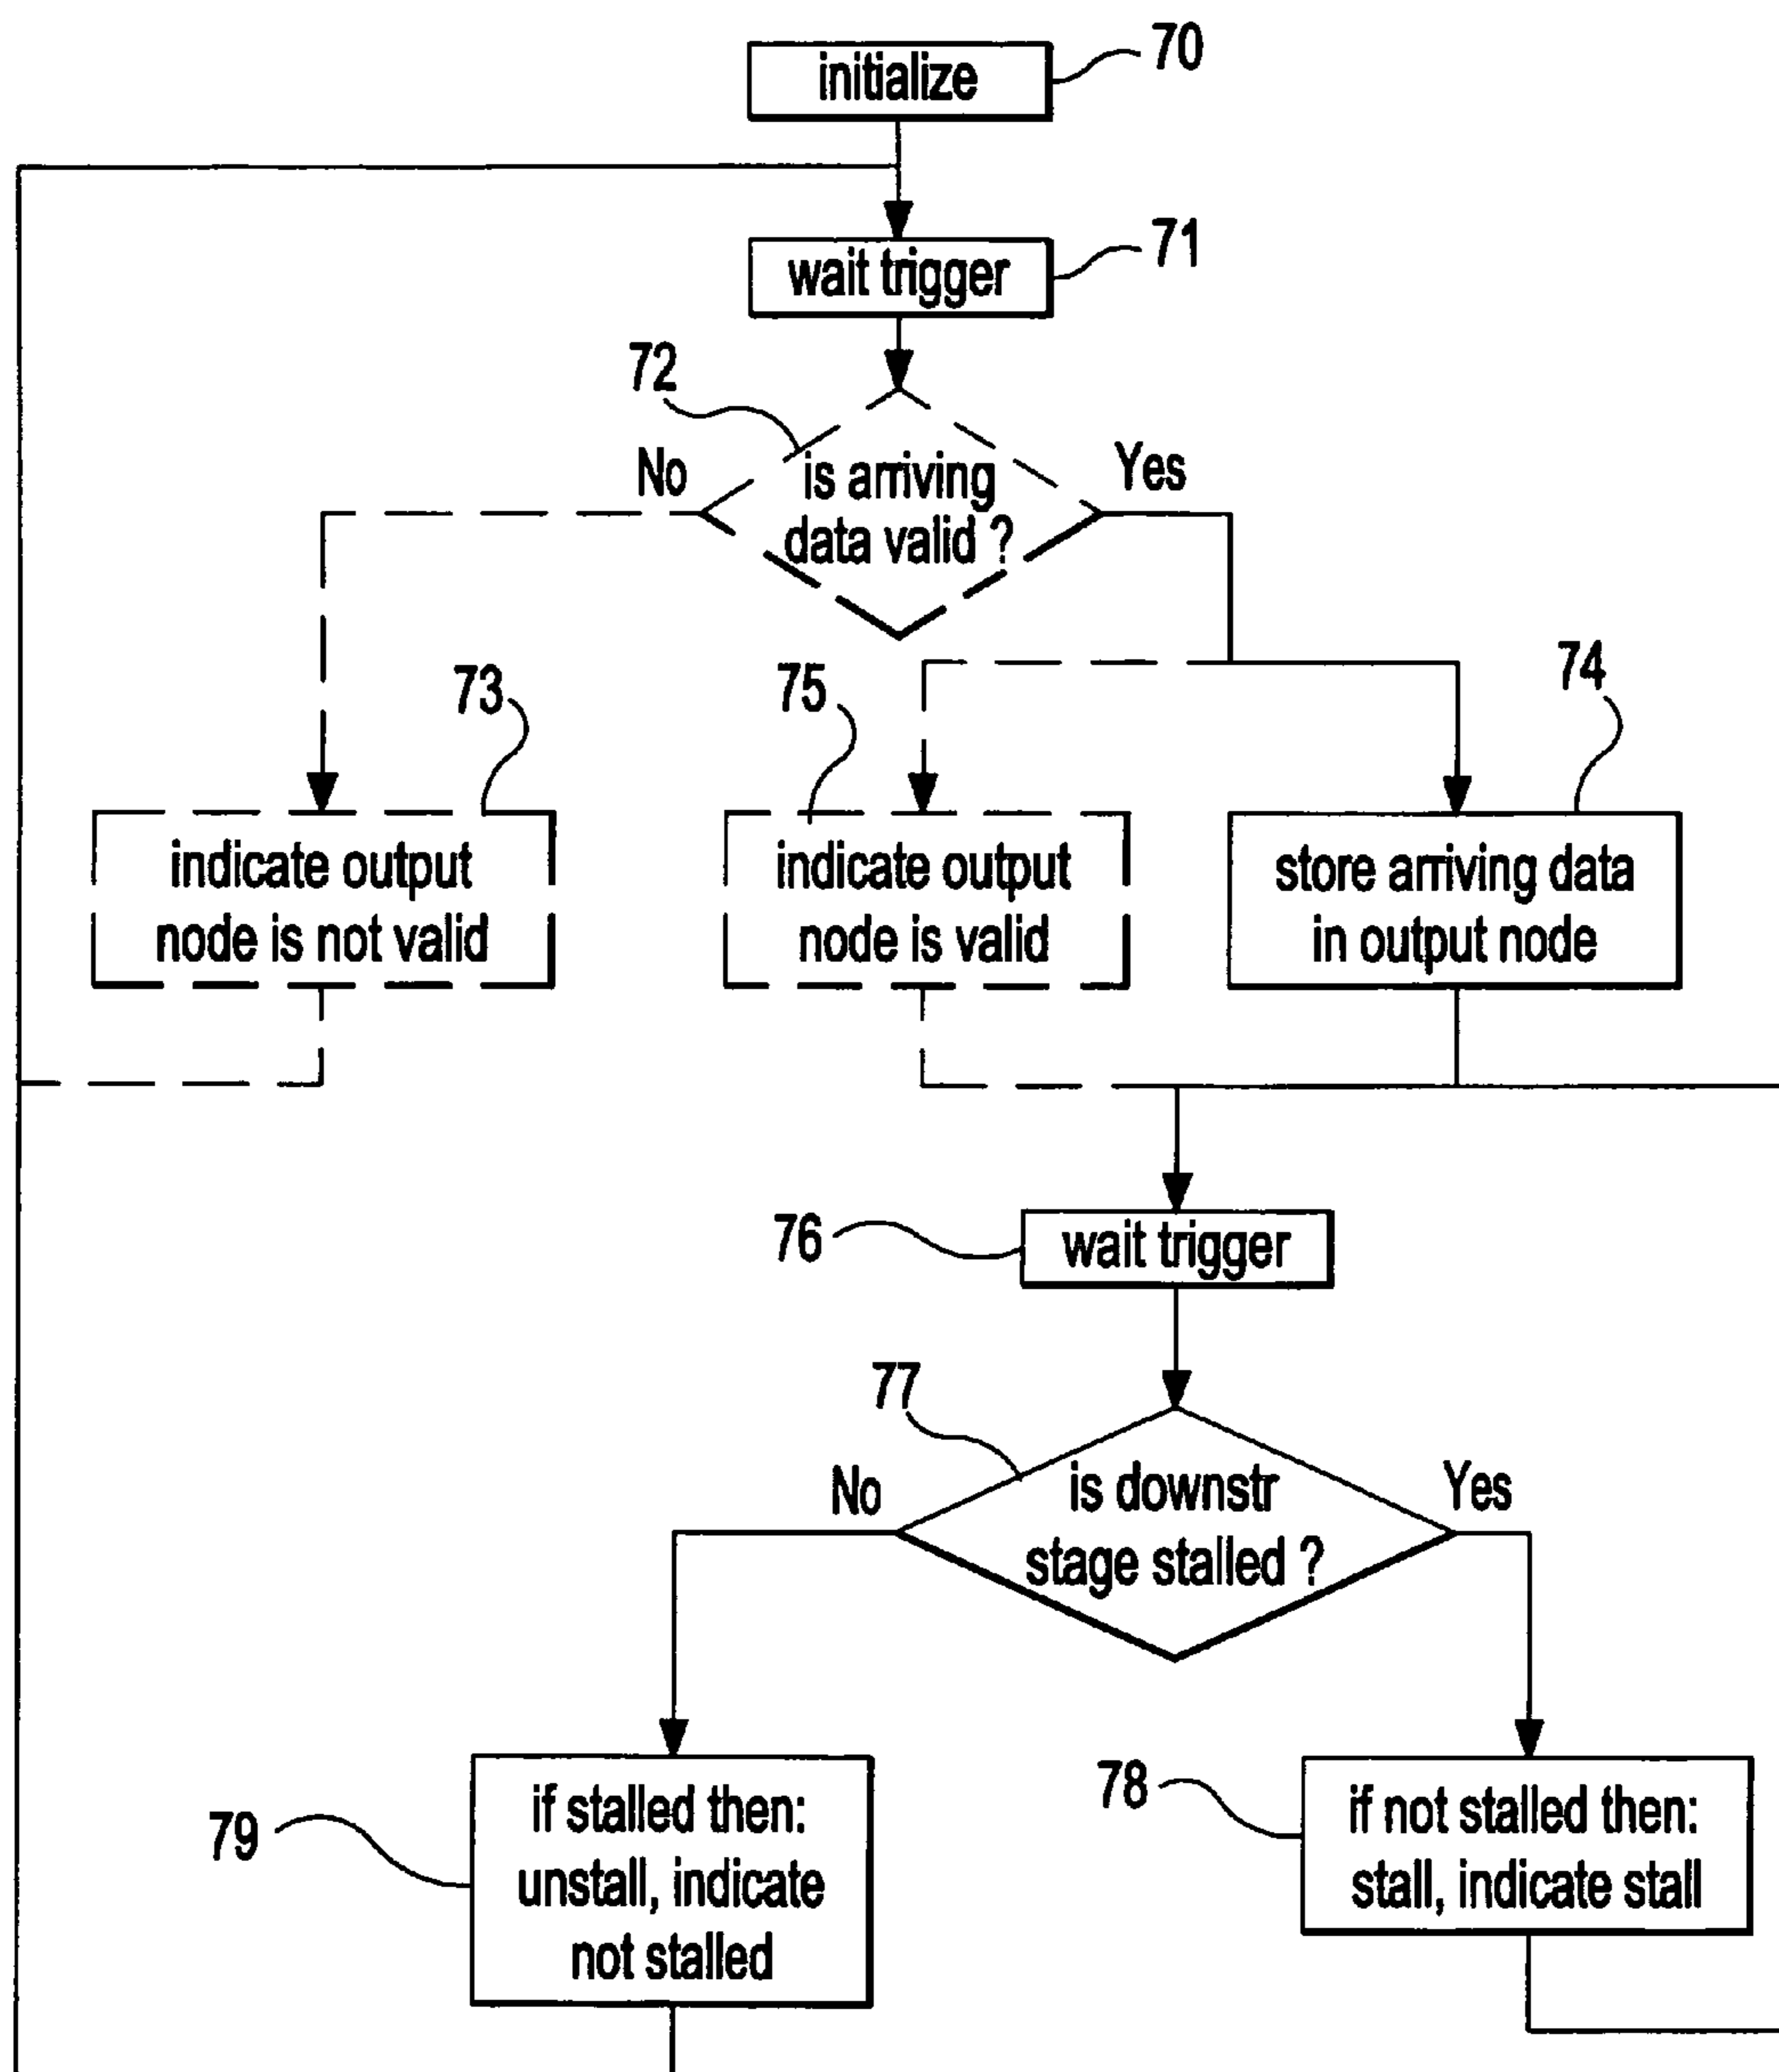 initialize
70
wait trigger
71
72
No
is arriving
data valid ?
Yes
73
75
74
indicate output
node is not valid
indicate output
node is valid
store arriving data
in output node
76
wait trigger
77
No
is downstr
stage stalled ?
Yes
79
if stalled then:
unstall, indicate
not stalled
78
if not stalled then:
stall, indicate stall